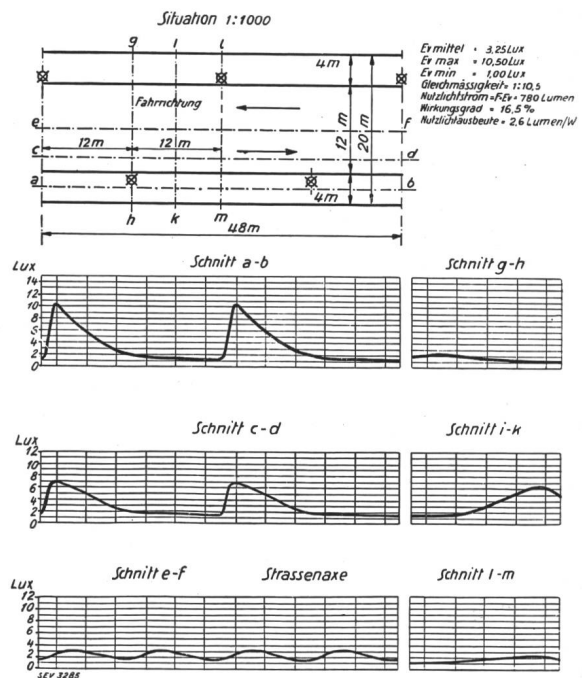 Situation 1:1000
g i l
4m
Ev mittel = 3,25 Lux
Ev max = 10,50 Lux
Ev min = 1,00 Lux
Gleichmässigkeit = 1:10,5
Nutzlichtstrom = F·Ev = 780 Lumen
Wirkungsgrad = 16,5 %
Nutzlichtausbeute = 2,6 Lumen/W
Fahrrichtung
e f
12 m
20 m
c 12m 12m d
a b
4m
h k m
48m
Lux Schnitt a-b Schnitt g-h
14
12
10
8
6
4
2
0
Lux Schnitt c-d Schnitt i-k
12
10
8
6
4
2
0
Lux Schnitt e-f Strassenaxe Schnitt l-m
12
10
8
6
4
2
0
SEV 3285